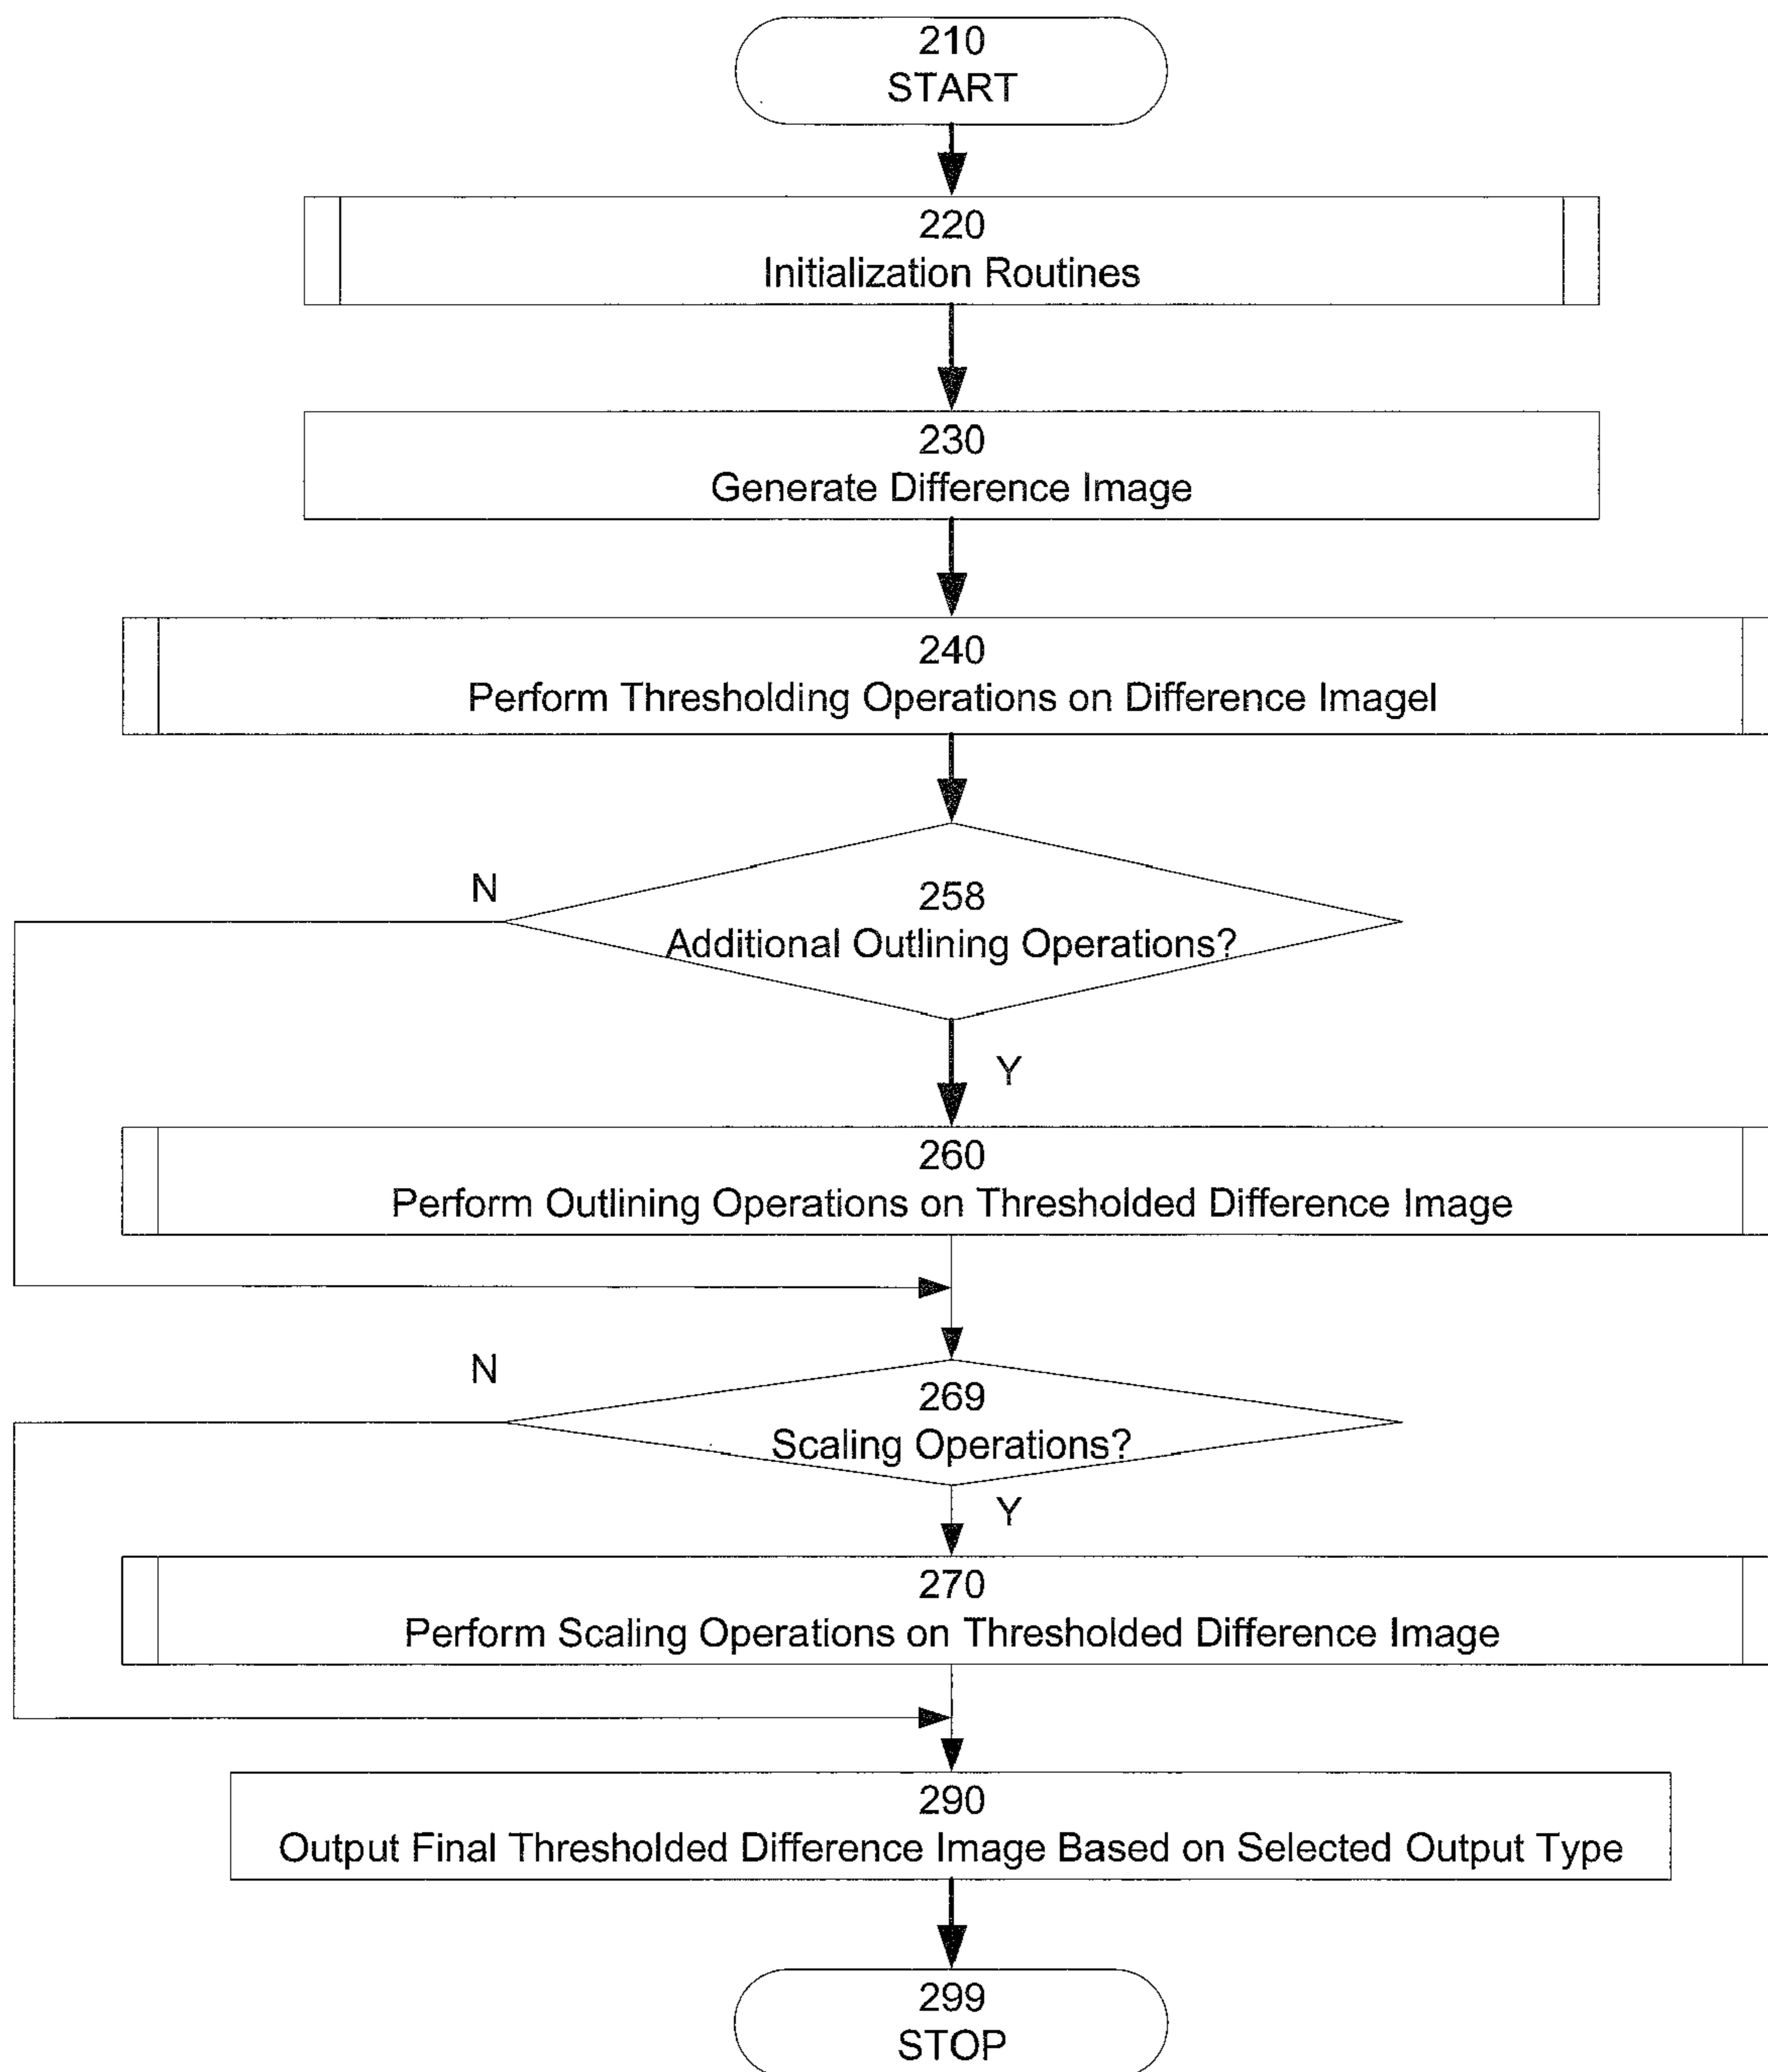 210
START
220
Initialization Routines
230
Generate Difference Image
240
Perform Thresholding Operations on Difference Imagel
N
258
Additional Outlining Operations?
Y
260
Perform Outlining Operations on Thresholded Difference Image
N
269
Scaling Operations?
Y
270
Perform Scaling Operations on Thresholded Difference Image
290
Output Final Thresholded Difference Image Based on Selected Output Type
299
STOP